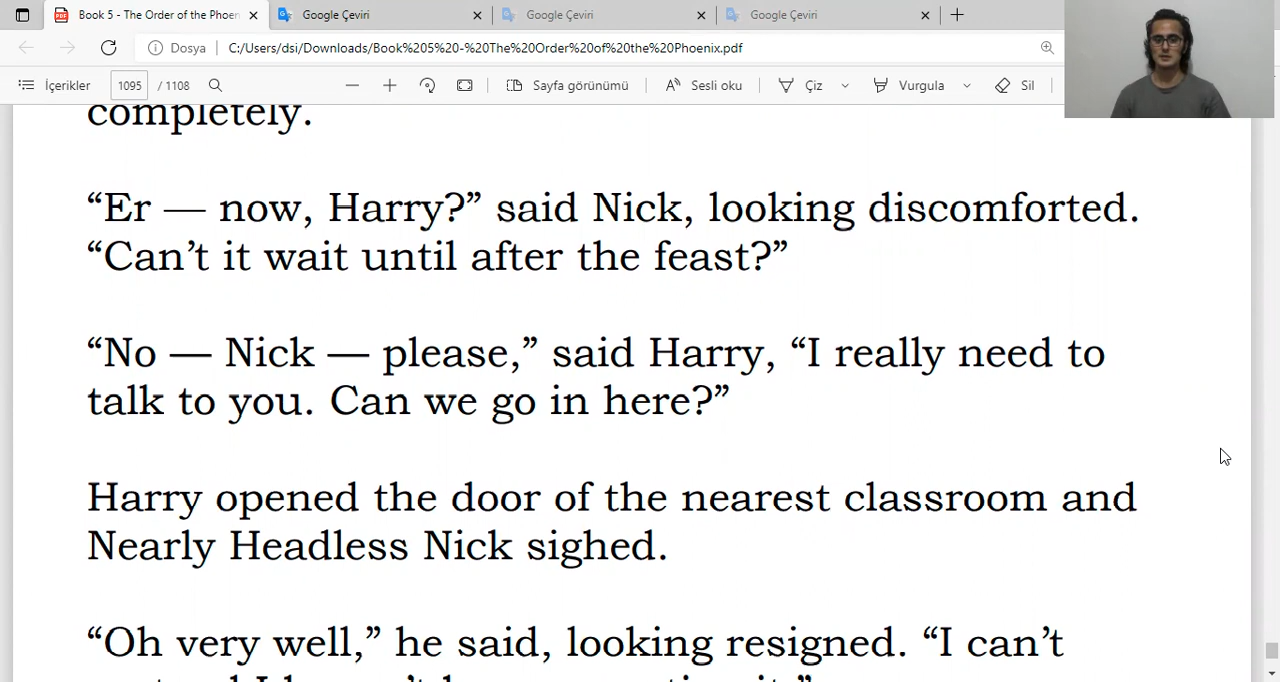 Book 5 - The Order of the Phoen
Google Çeviri
Google Çeviri
Google Çeviri
Dosya
C:/Users/dsi/Downloads/Book%205%20-%20The%20Order%20of%20the%20Phoenix.pdf
İçerikler
1095 / 1108
Sayfa görünümü
Sesli oku
Çiz
Vurgula
Sil
completely.
“Er — now, Harry?” said Nick, looking discomforted.
“Can’t it wait until after the feast?”
“No — Nick — please,” said Harry, “I really need to
talk to you. Can we go in here?”
Harry opened the door of the nearest classroom and
Nearly Headless Nick sighed.
“Oh very well,” he said, looking resigned. “I can’t